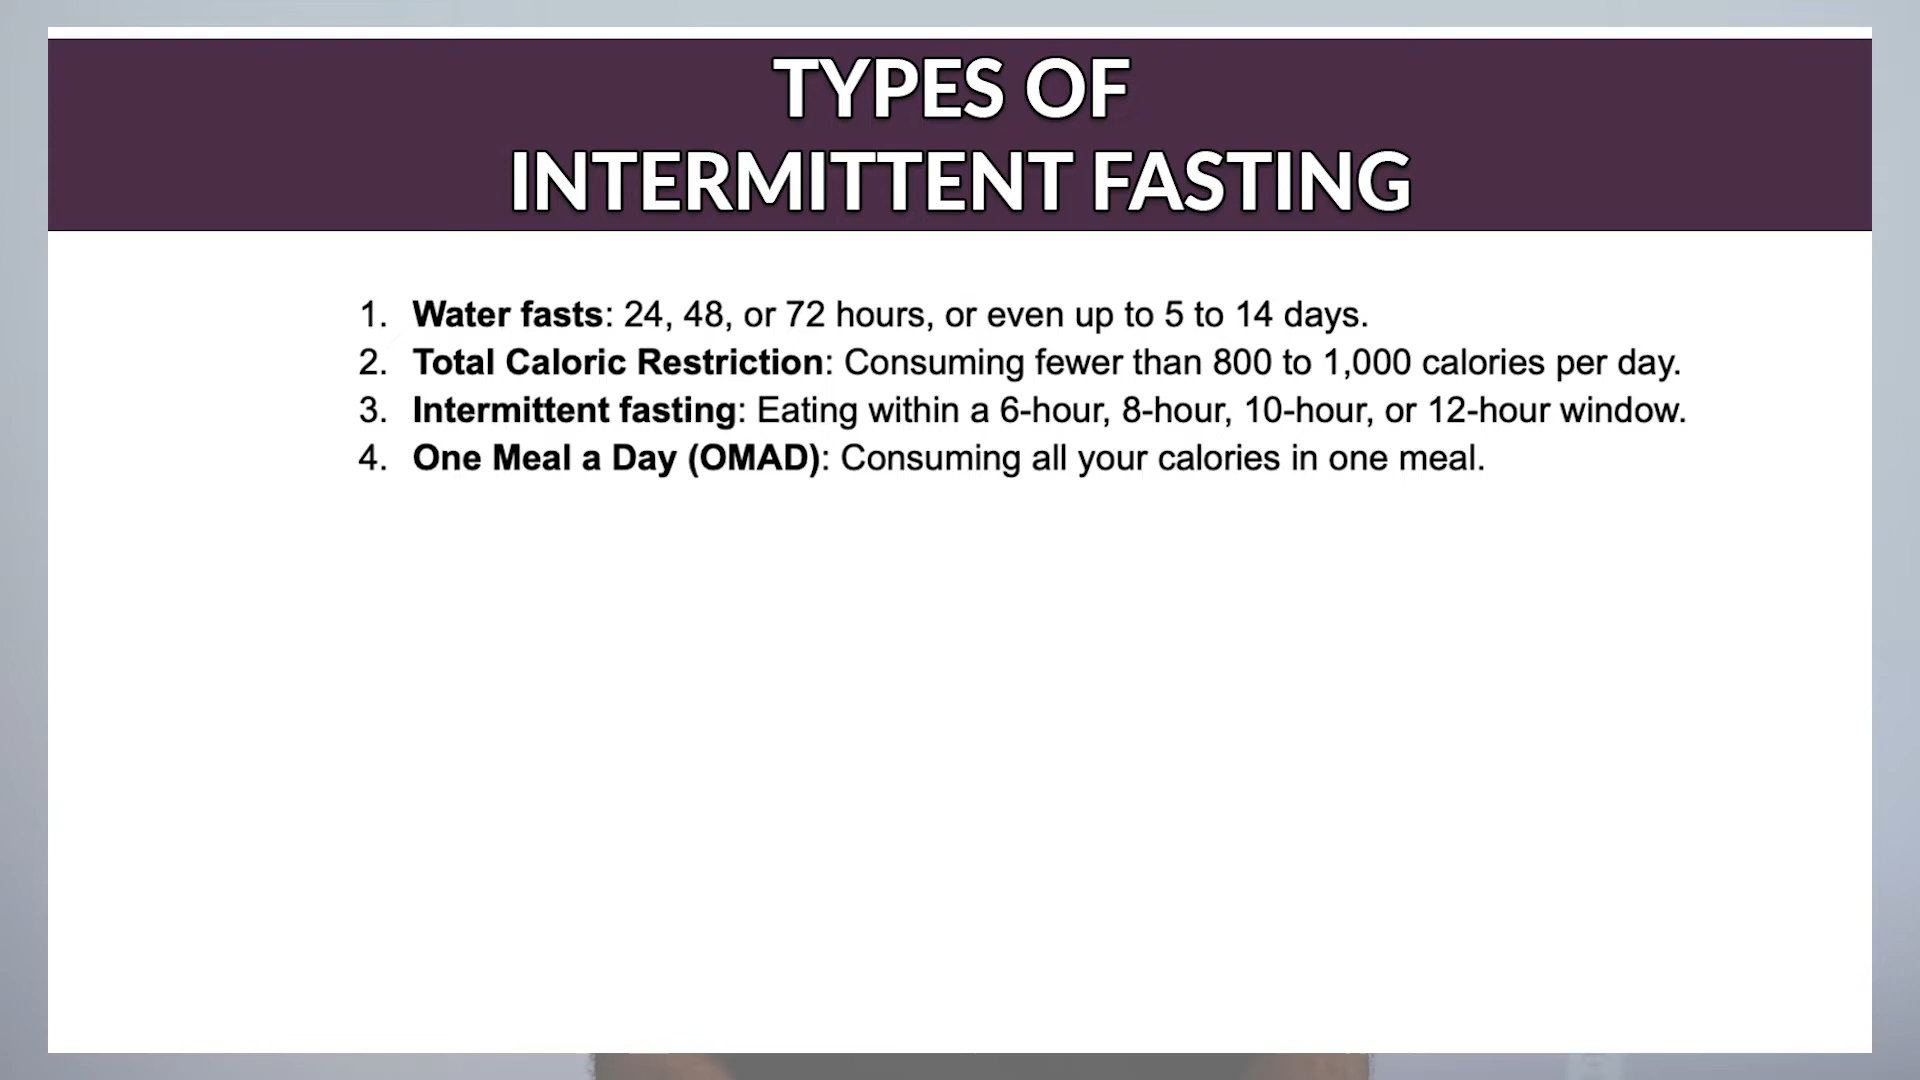 TYPES OF
INTERMITTENT FASTING
1. Water fasts: 24, 48, or 72 hours, or even up to 5 to 14 days.
2. Total Caloric Restriction: Consuming fewer than 800 to 1,000 calories per day.
3. Intermittent fasting: Eating within a 6-hour, 8-hour, 10-hour, or 12-hour window.
4. One Meal a Day (OMAD): Consuming all your calories in one meal.